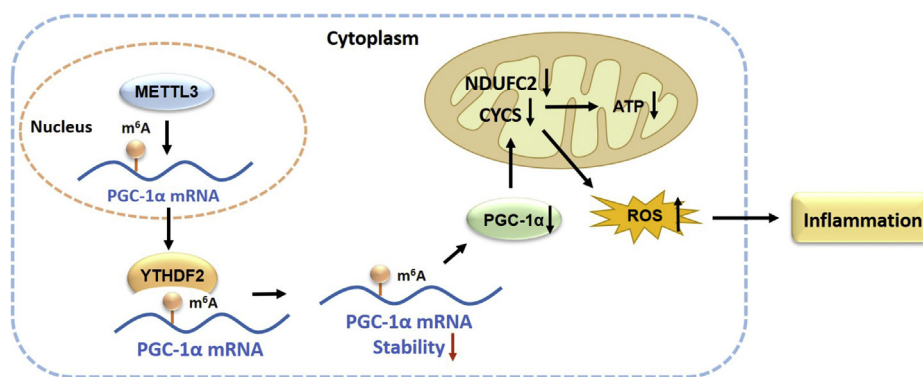 Cytoplasm
METTL3
Nucleus
m⁶A
PGC-1α mRNA
YTHDF2
m⁶A
PGC-1α mRNA
m⁶A
PGC-1α mRNA
Stability
PGC-1α
NDUFC2
CYCS
ATP
ROS
Inflammation